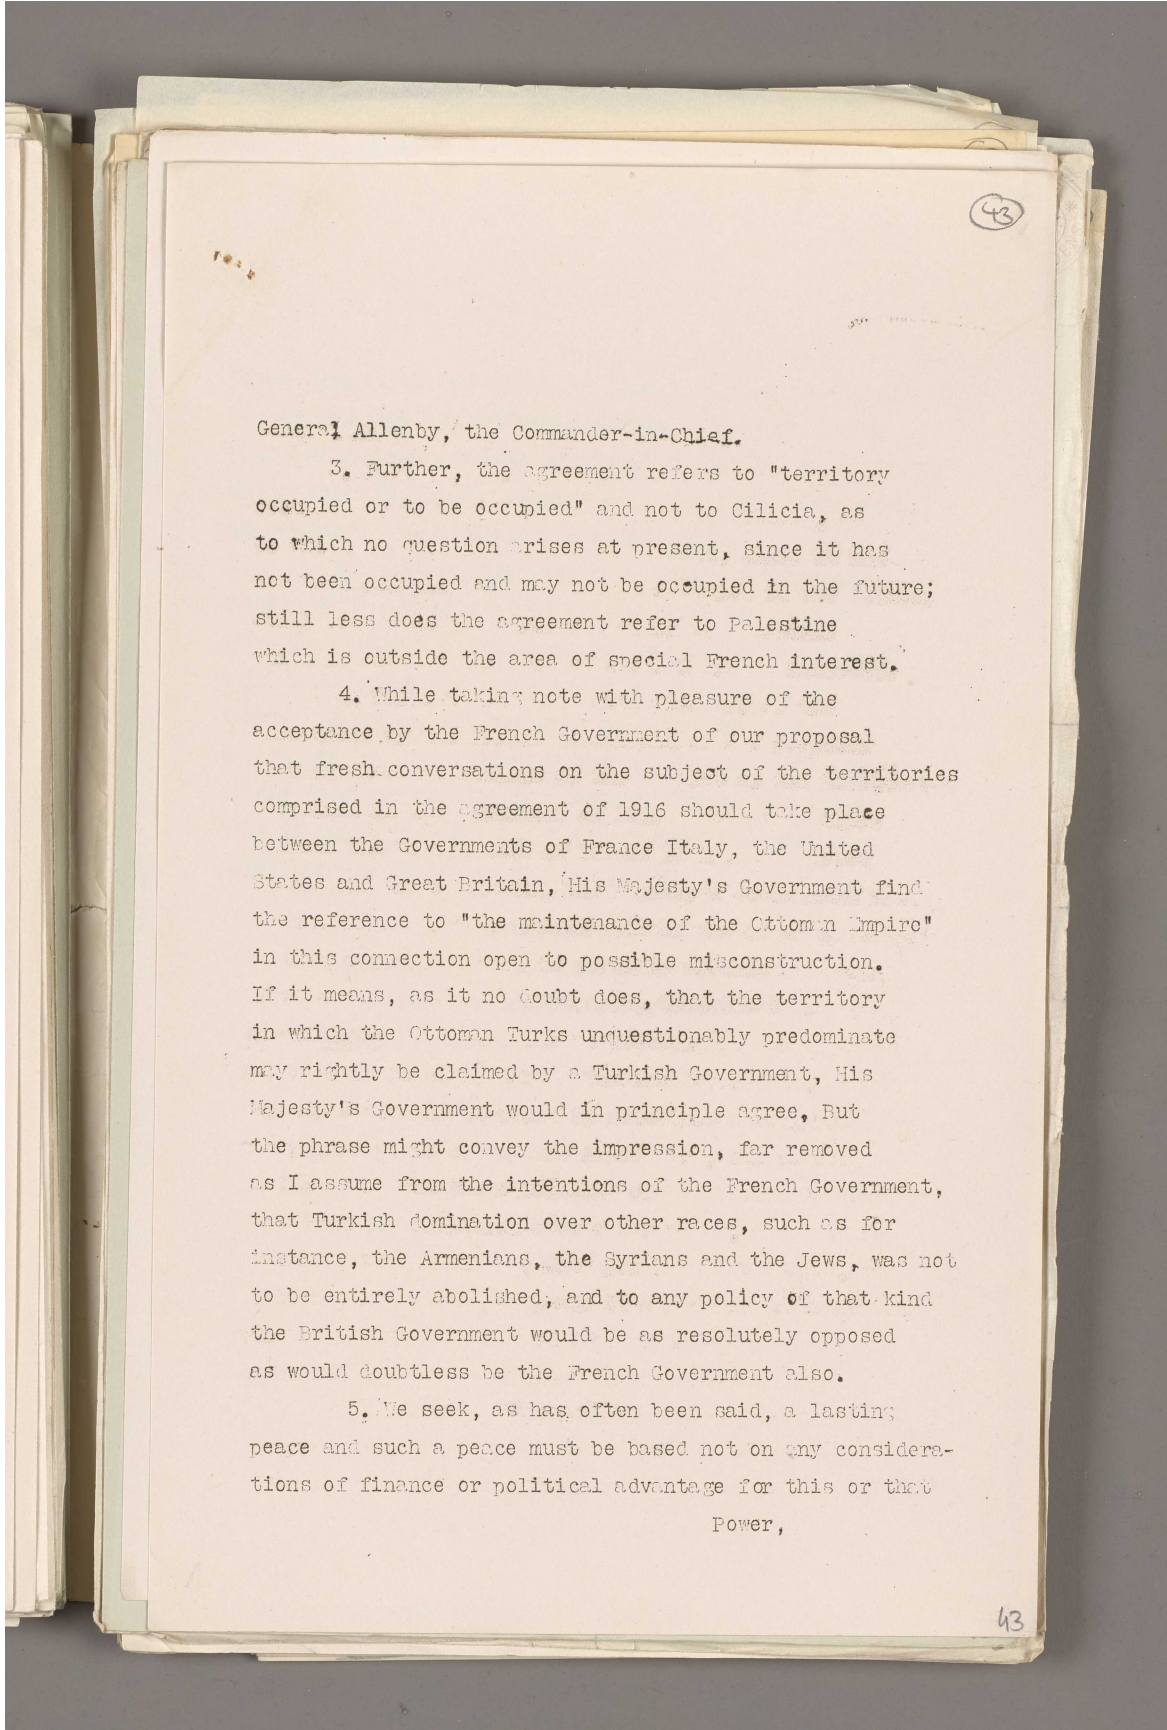 43
General Allenby, the Commander-in-Chief.
3. Further, the agreement refers to "territory
occupied or to be occupied" and not to Cilicia, as
to which no question arises at present, since it has
not been occupied and may not be occupied in the future;
still less does the agreement refer to Palestine
which is outside the area of special French interest.
4. While taking note with pleasure of the
acceptance by the French Government of our proposal
that fresh conversations on the subject of the territories
comprised in the agreement of 1916 should take place
between the Governments of France Italy, the United
States and Great Britain, His Majesty's Government find
the reference to "the maintenance of the Ottoman Empire"
in this connection open to possible misconstruction.
If it means, as it no doubt does, that the territory
in which the Ottoman Turks unquestionably predominate
may rightly be claimed by a Turkish Government, His
Majesty's Government would in principle agree, But
the phrase might convey the impression, far removed
as I assume from the intentions of the French Government,
that Turkish domination over other races, such as for
instance, the Armenians, the Syrians and the Jews, was not
to be entirely abolished, and to any policy of that kind
the British Government would be as resolutely opposed
as would doubtless be the French Government also.
5. We seek, as has often been said, a lasting
peace and such a peace must be based not on any considera-
tions of finance or political advantage for this or that
Power,
43